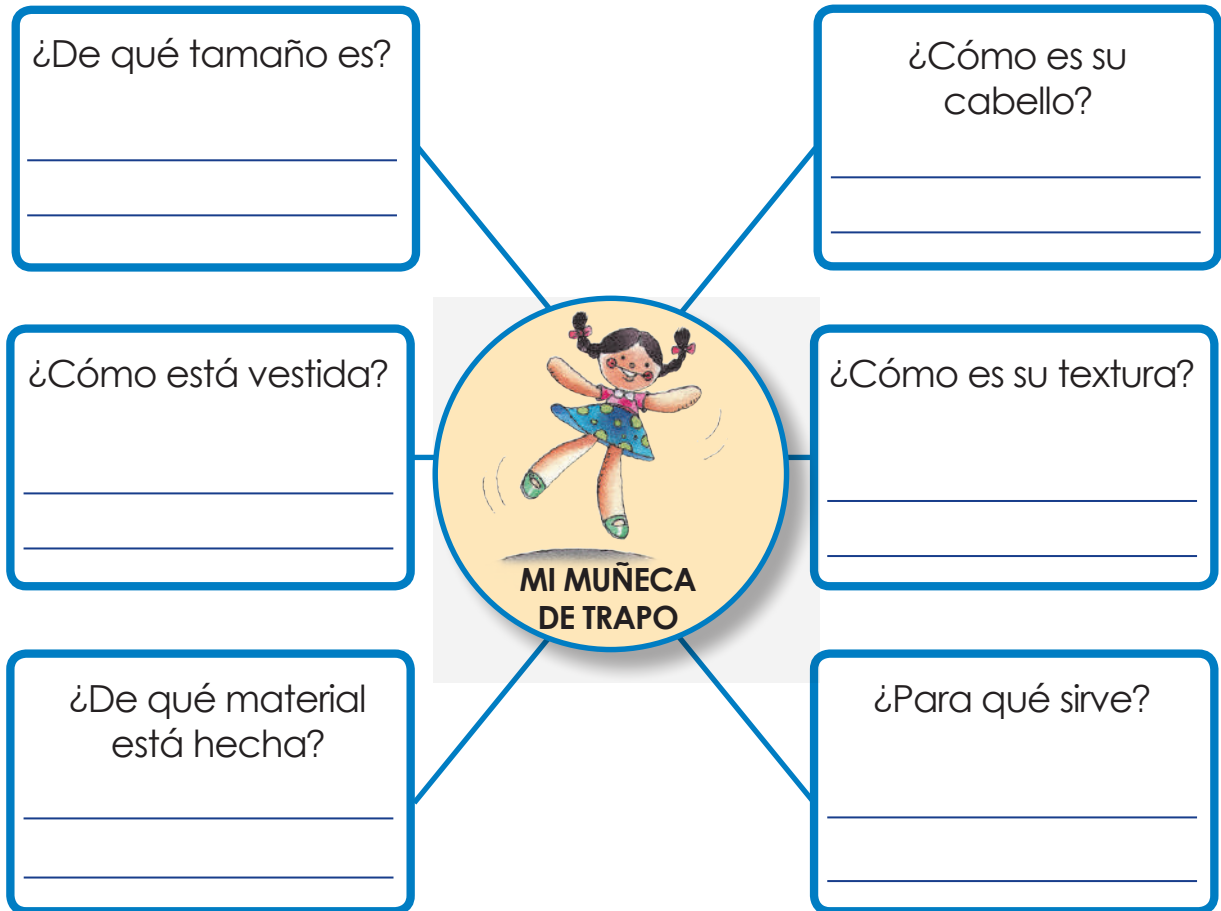 ¿De qué tamaño es?
¿Cómo es su
cabello?
¿Cómo está vestida?
¿Cómo es su textura?
MI MUÑECA
DE TRAPO
¿De qué material
está hecha?
¿Para qué sirve?